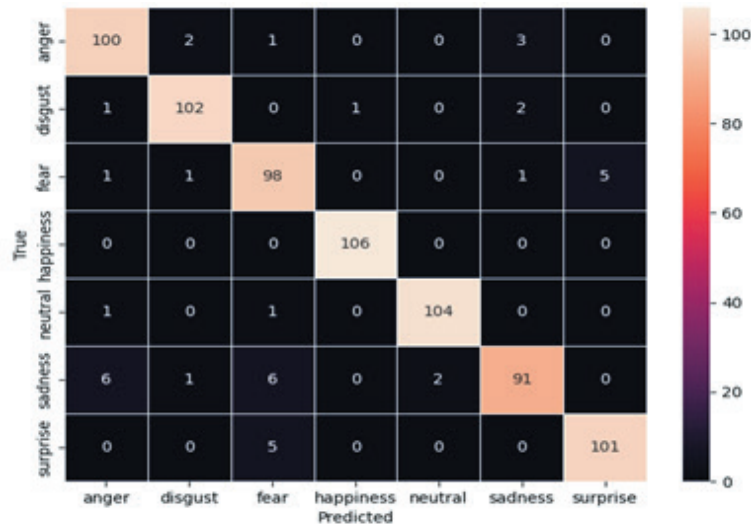 anger 100 2 1 0 0 3 0
disgust 1 102 0 1 0 2 0
fear 1 1 98 0 0 1 5
happiness 0 0 0 106 0 0 0
neutral 1 0 1 0 104 0 0
sadness 6 1 6 0 2 91 0
surprise 0 0 5 0 0 0 101
True
anger disgust fear happiness neutral sadness surprise
Predicted
100
80
60
40
20
0